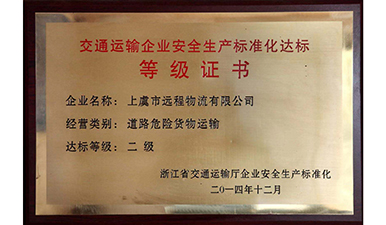 交通运输企业安全生产标准化达标
等级证书
企业名称：上虞市远程物流有限公司
经营类别：道路危险货物运输
达标等级：二级
浙江省交通运输厅企业安全生产标准化
二〇一四年十二月